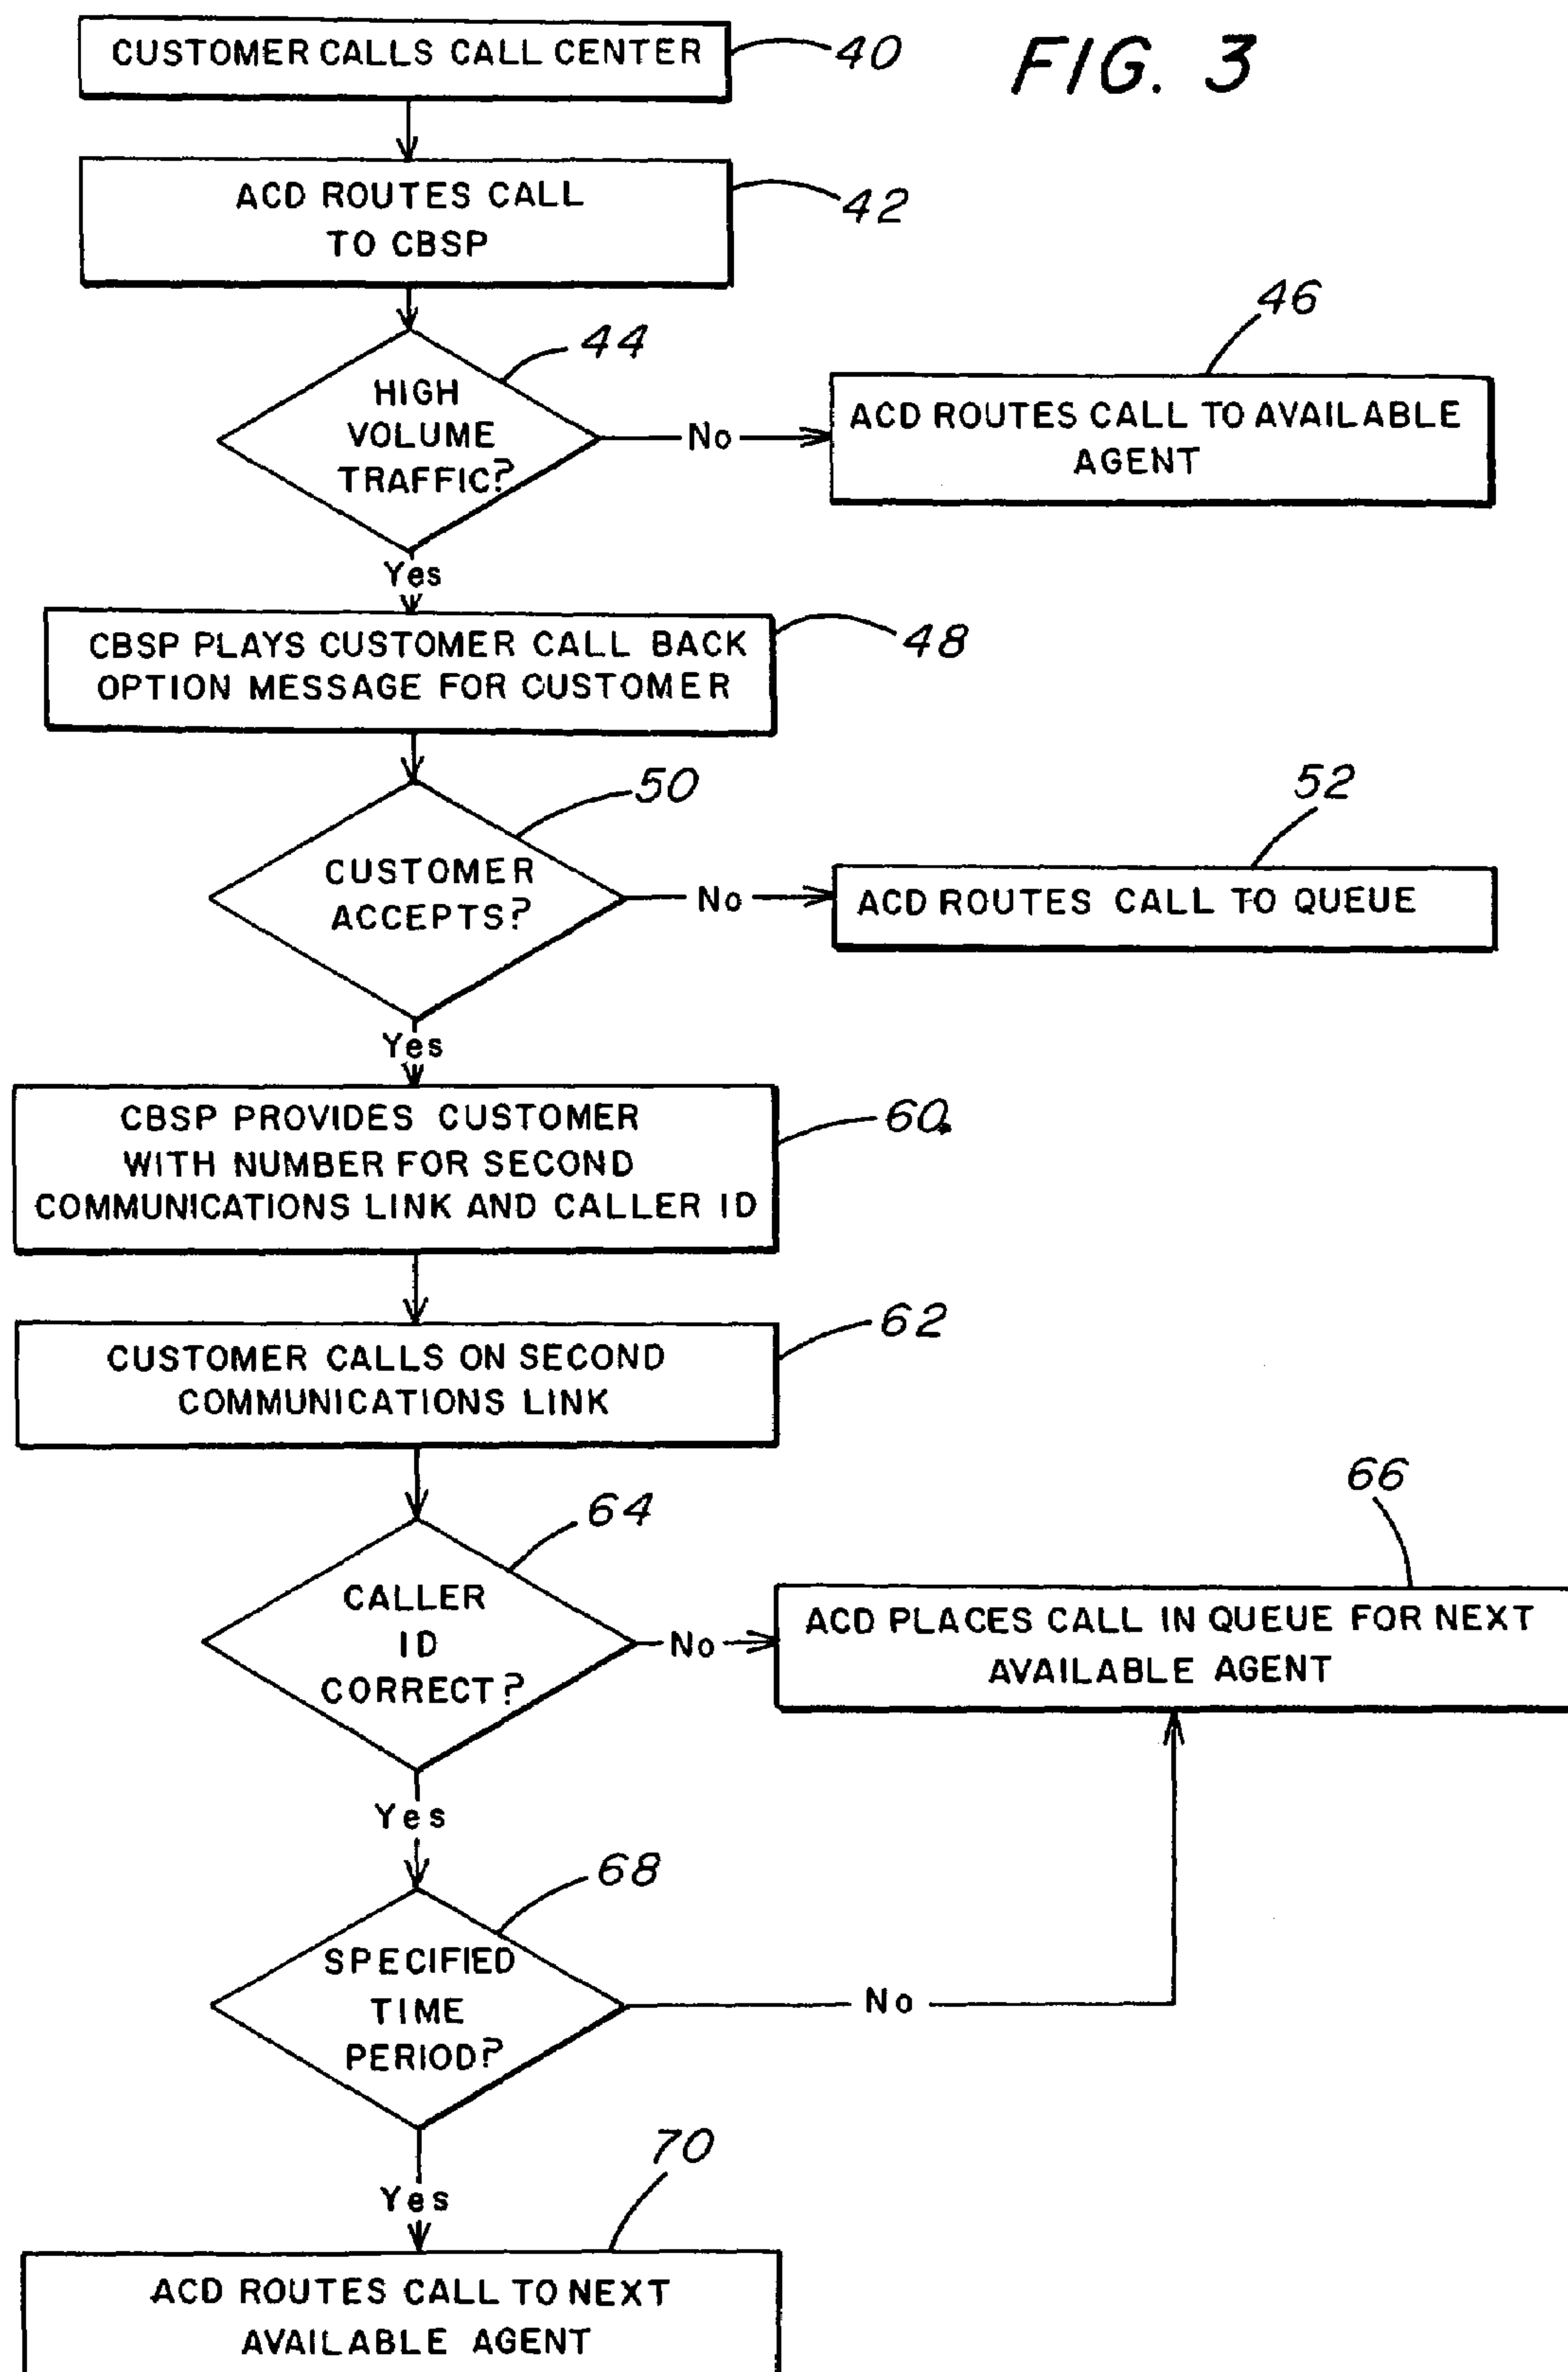 CUSTOMER CALLS CALL CENTER
40
FIG. 3
ACD ROUTES CALL
TO CBSP
42
HIGH
VOLUME
TRAFFIC?
44
No
46
ACD ROUTES CALL TO AVAILABLE
AGENT
Yes
CBSP PLAYS CUSTOMER CALL BACK
OPTION MESSAGE FOR CUSTOMER
48
50
CUSTOMER
ACCEPTS?
No
52
ACD ROUTES CALL TO QUEUE
Yes
CBSP PROVIDES CUSTOMER
WITH NUMBER FOR SECOND
COMMUNICATIONS LINK AND CALLER ID
60
CUSTOMER CALLS ON SECOND
COMMUNICATIONS LINK
62
64
CALLER
ID
CORRECT?
No
66
ACD PLACES CALL IN QUEUE FOR NEXT
AVAILABLE AGENT
Yes
68
SPECIFIED
TIME
PERIOD?
No
Yes
70
ACD ROUTES CALL TO NEXT
AVAILABLE AGENT